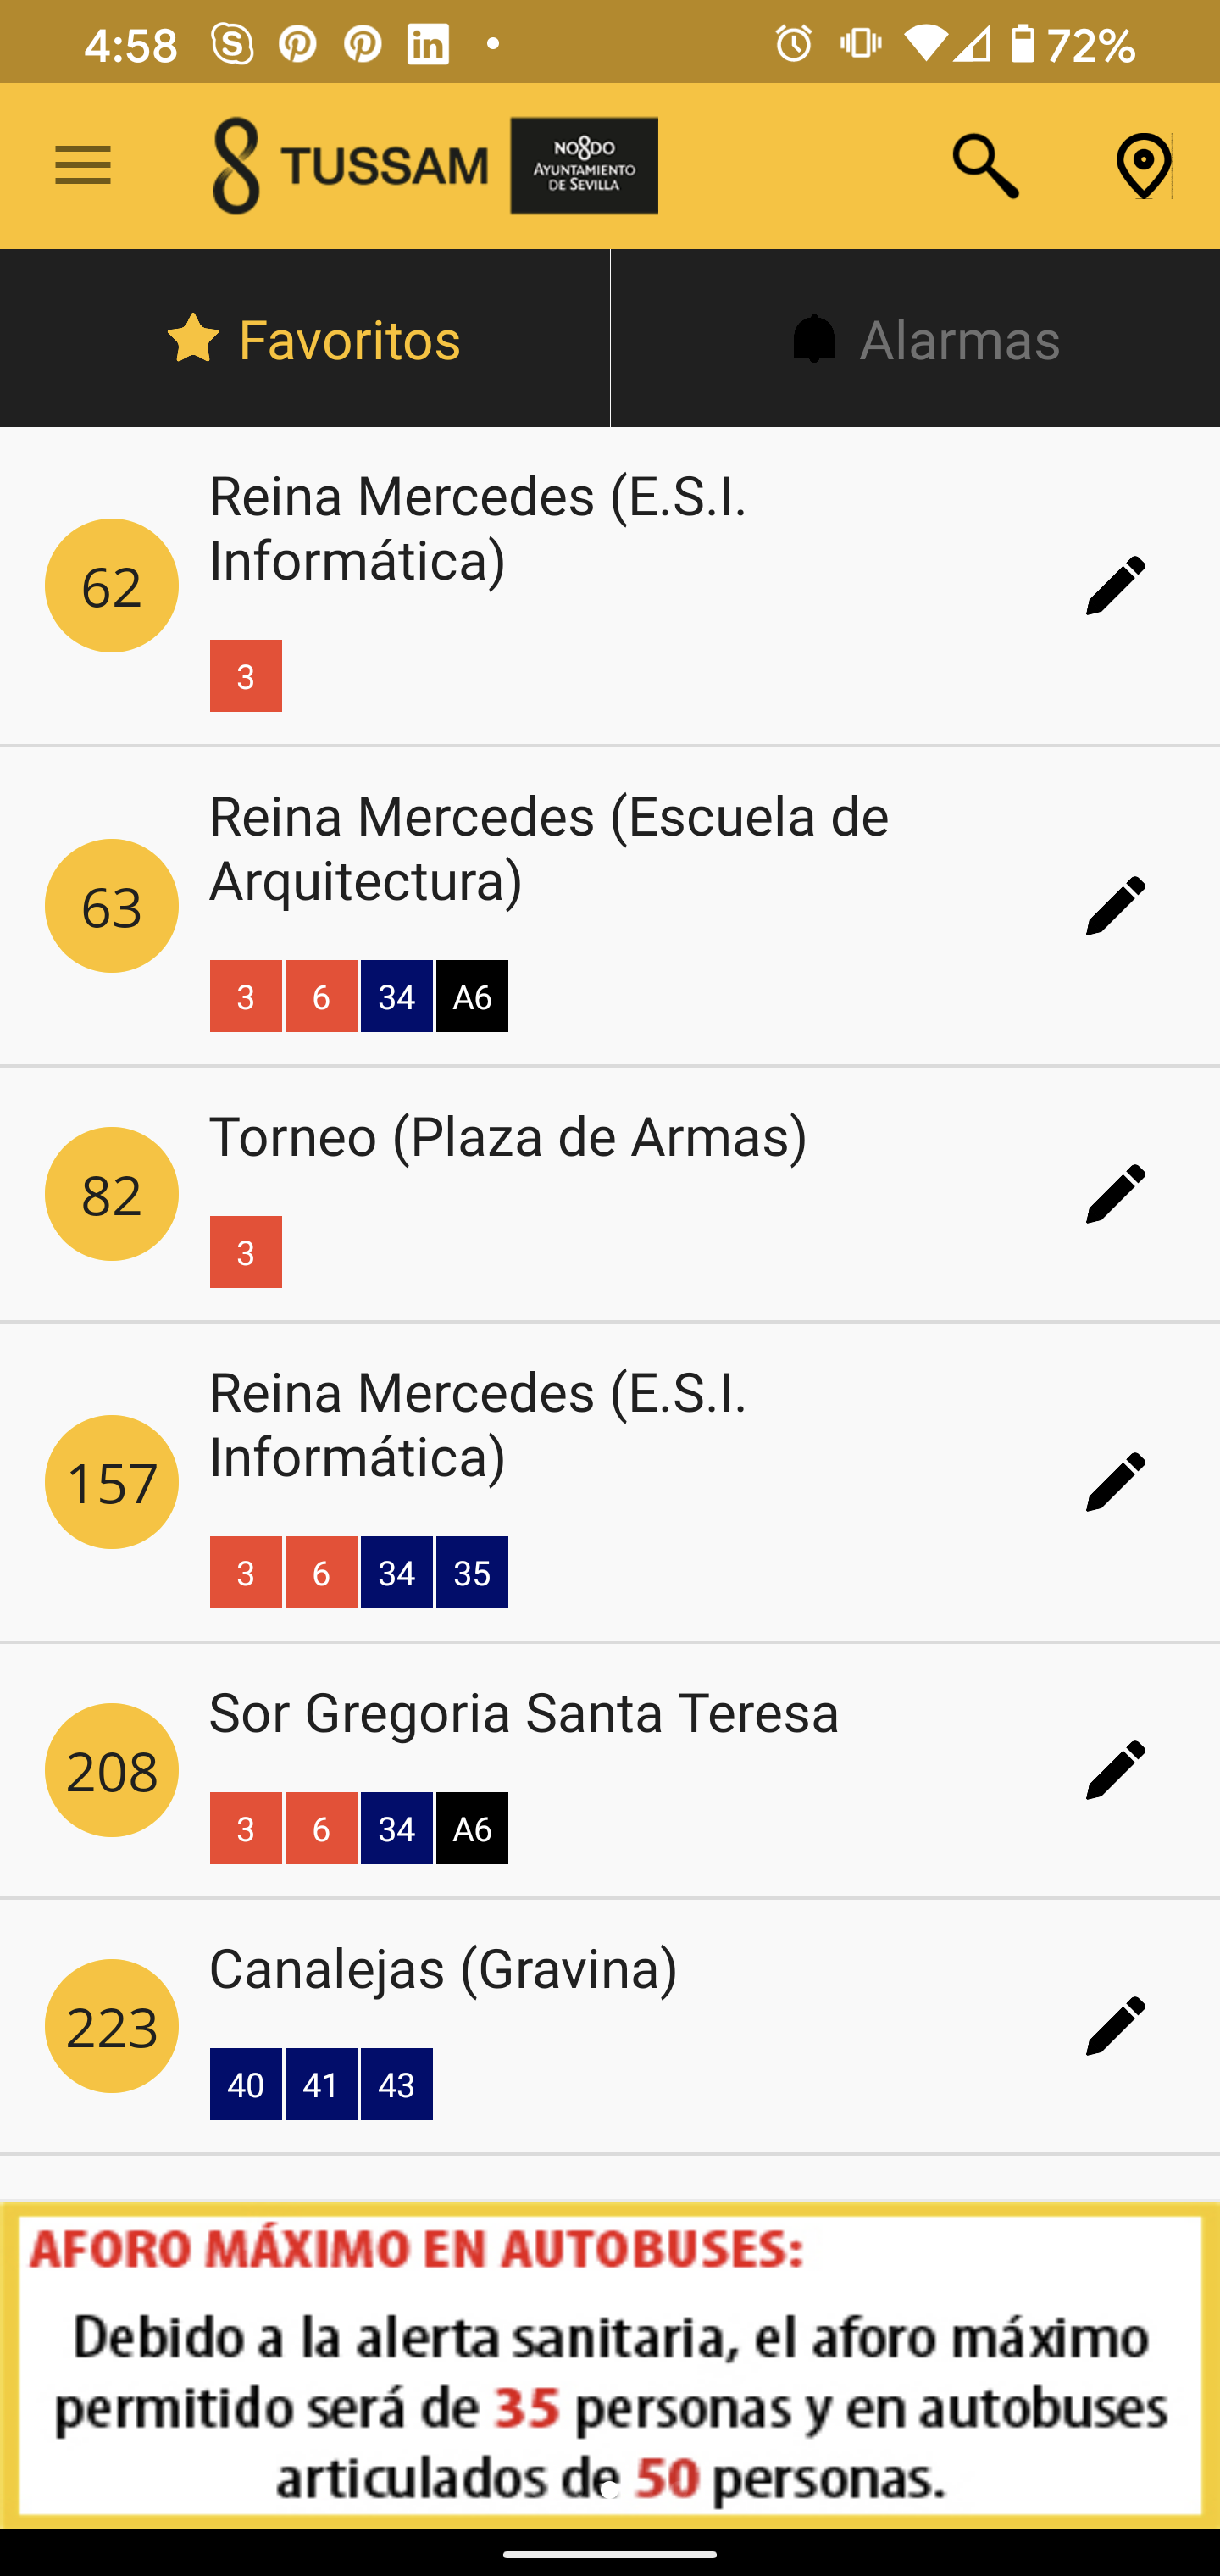 4:58 72%
TUSSAM
NO8DO
AYUNTAMIENTO
DE SEVILLA
Favoritos
Alarmas
62
Reina Mercedes (E.S.I.
Informática)
3
63
Reina Mercedes (Escuela de
Arquitectura)
3 6 34 A6
82
Torneo (Plaza de Armas)
3
157
Reina Mercedes (E.S.I.
Informática)
3 6 34 35
208
Sor Gregoria Santa Teresa
3 6 34 A6
223
Canalejas (Gravina)
40 41 43
AFORO MÁXIMO EN AUTOBUSES:
Debido a la alerta sanitaria, el aforo máximo
permitido será de 35 personas y en autobuses
articulados de 50 personas.